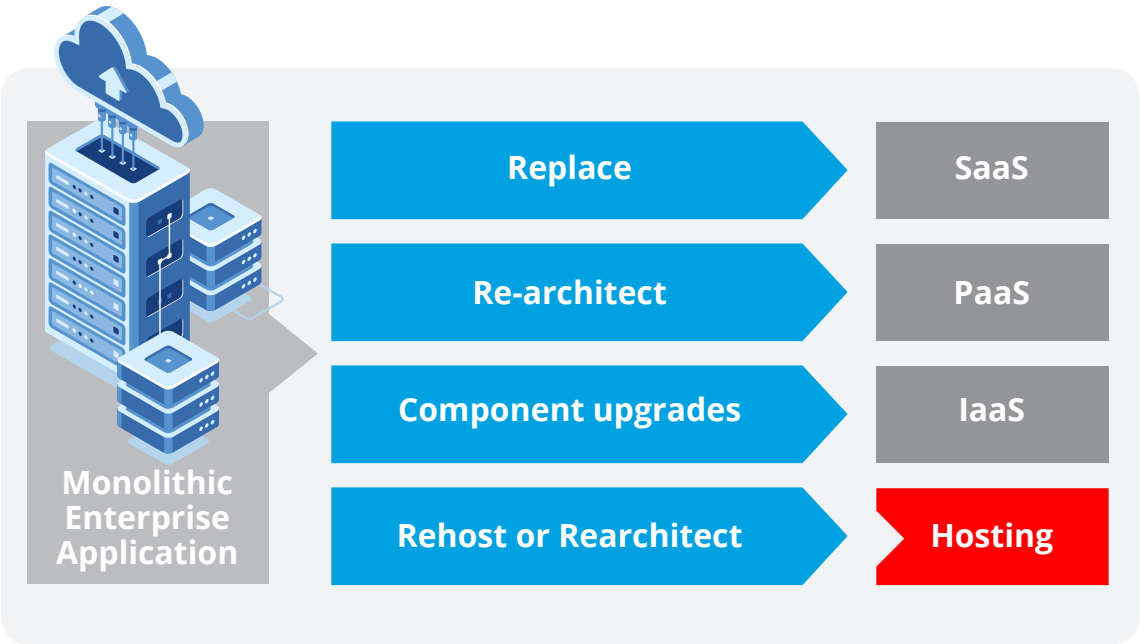 Replace
SaaS
Re-architect
PaaS
Component upgrades
IaaS
Rehost or Rearchitect
Hosting
Monolithic
Enterprise
Application